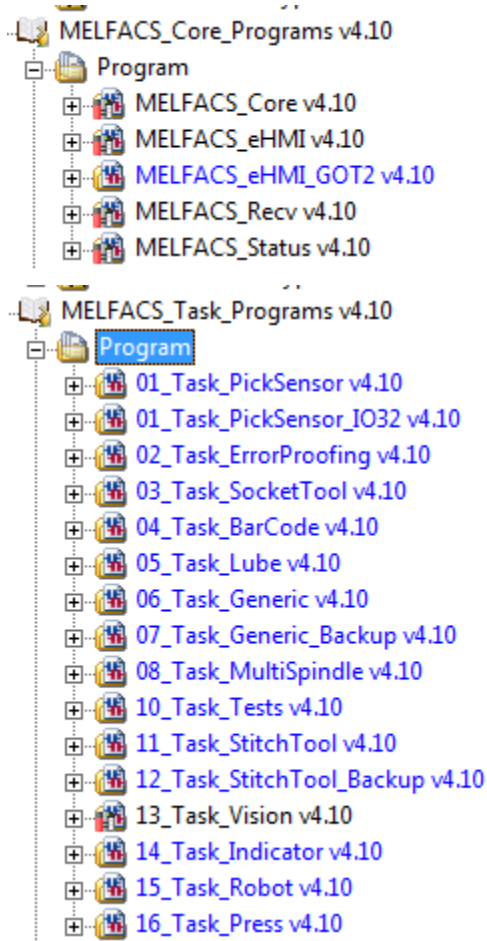 MELFACS_Core_Programs v4.10
Program
MELFACS_Core v4.10
MELFACS_eHMI v4.10
MELFACS_eHMI_GOT2 v4.10
MELFACS_Recv v4.10
MELFACS_Status v4.10
MELFACS_Task_Programs v4.10
Program
01_Task_PickSensor v4.10
01_Task_PickSensor_IO32 v4.10
02_Task_ErrorProofing v4.10
03_Task_SocketTool v4.10
04_Task_BarCode v4.10
05_Task_Lube v4.10
06_Task_Generic v4.10
07_Task_Generic_Backup v4.10
08_Task_MultiSpindle v4.10
10_Task_Tests v4.10
11_Task_StitchTool v4.10
12_Task_StitchTool_Backup v4.10
13_Task_Vision v4.10
14_Task_Indicator v4.10
15_Task_Robot v4.10
16_Task_Press v4.10